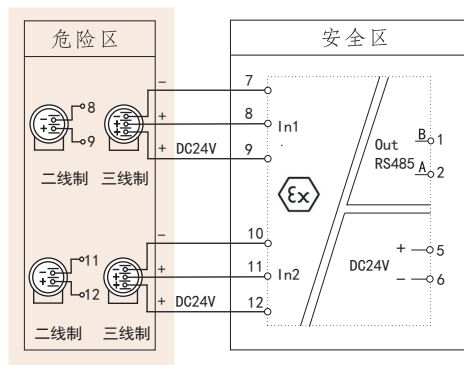 危险区
安全区
− 7
8
+ 8
In1
9
+ DC24V 9
二线制 三线制
Out
RS485
B 1
A 2
εx
− 10
11
+ 11
In2
12
+ DC24V 12
二线制 三线制
DC24V
+ 5
− 6